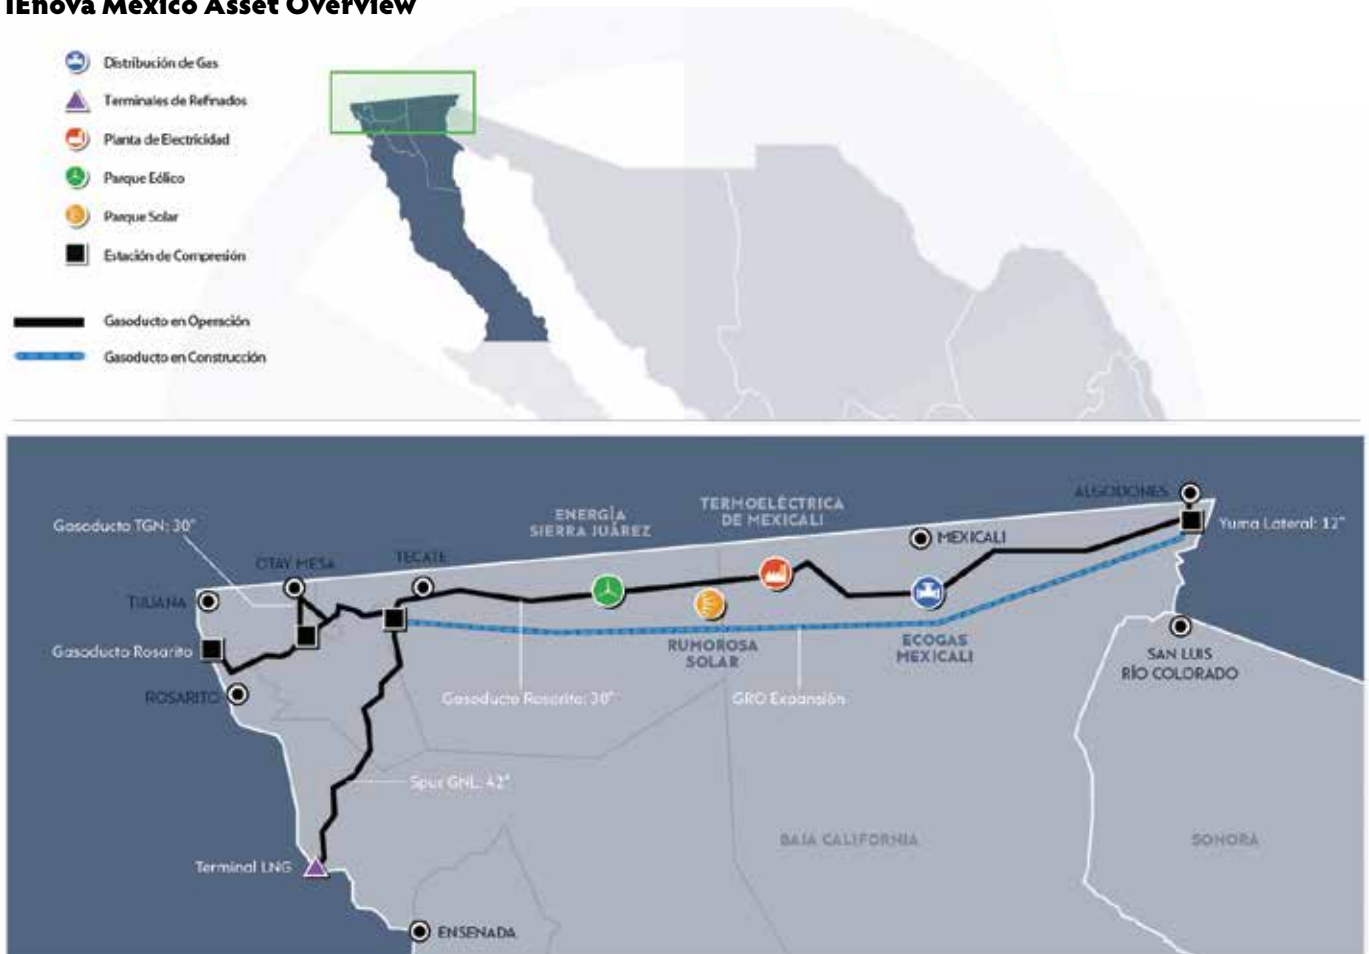 IEnova Mexico Asset Overview
Distribución de Gas
Terminales de Refinados
Planta de Electricidad
Parque Eólico
Parque Solar
Estación de Compresión
Gasoducto en Operación
Gasoducto en Construcción
ALGODONES
Yuma Lateral: 12"
TERMOELÉCTRICA
DE MEXICALI
ENERGÍA
SIERRA JUÁREZ
Gasoducto TGN: 30"
MEXICALI
OTAY MESA
TECATE
TIJUANA
Gasoducto Rosarito
RUMOROSA
SOLAR
ECOGAS
MEXICALI
SAN LUIS
RÍO COLORADO
ROSARITO
Gasoducto Rosarito: 30"
GRO Expansión
Spur GNL: 42"
BAJA CALIFORNIA
SONORA
Terminal LNG
ENSENADA